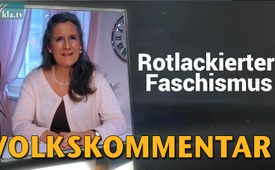 kla.tv
Rotlackierter
Faschismus
VOLKSKOMMENTAR